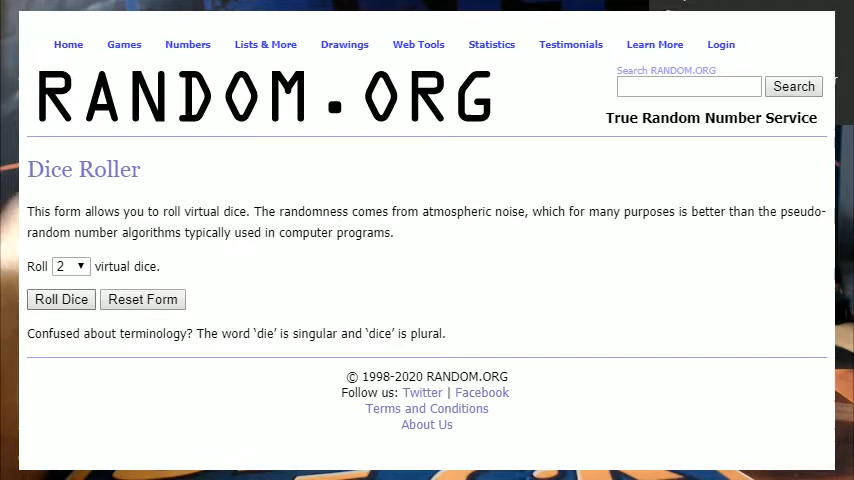 Home Games Numbers Lists & More Drawings Web Tools Statistics Testimonials Learn More Login
RANDOM.ORG
Search RANDOM.ORG
Search
True Random Number Service
Dice Roller
This form allows you to roll virtual dice. The randomness comes from atmospheric noise, which for many purposes is better than the pseudo-
random number algorithms typically used in computer programs.
Roll 2 virtual dice.
Roll Dice Reset Form
Confused about terminology? The word ‘die’ is singular and ‘dice’ is plural.
© 1998-2020 RANDOM.ORG
Follow us: Twitter | Facebook
Terms and Conditions
About Us